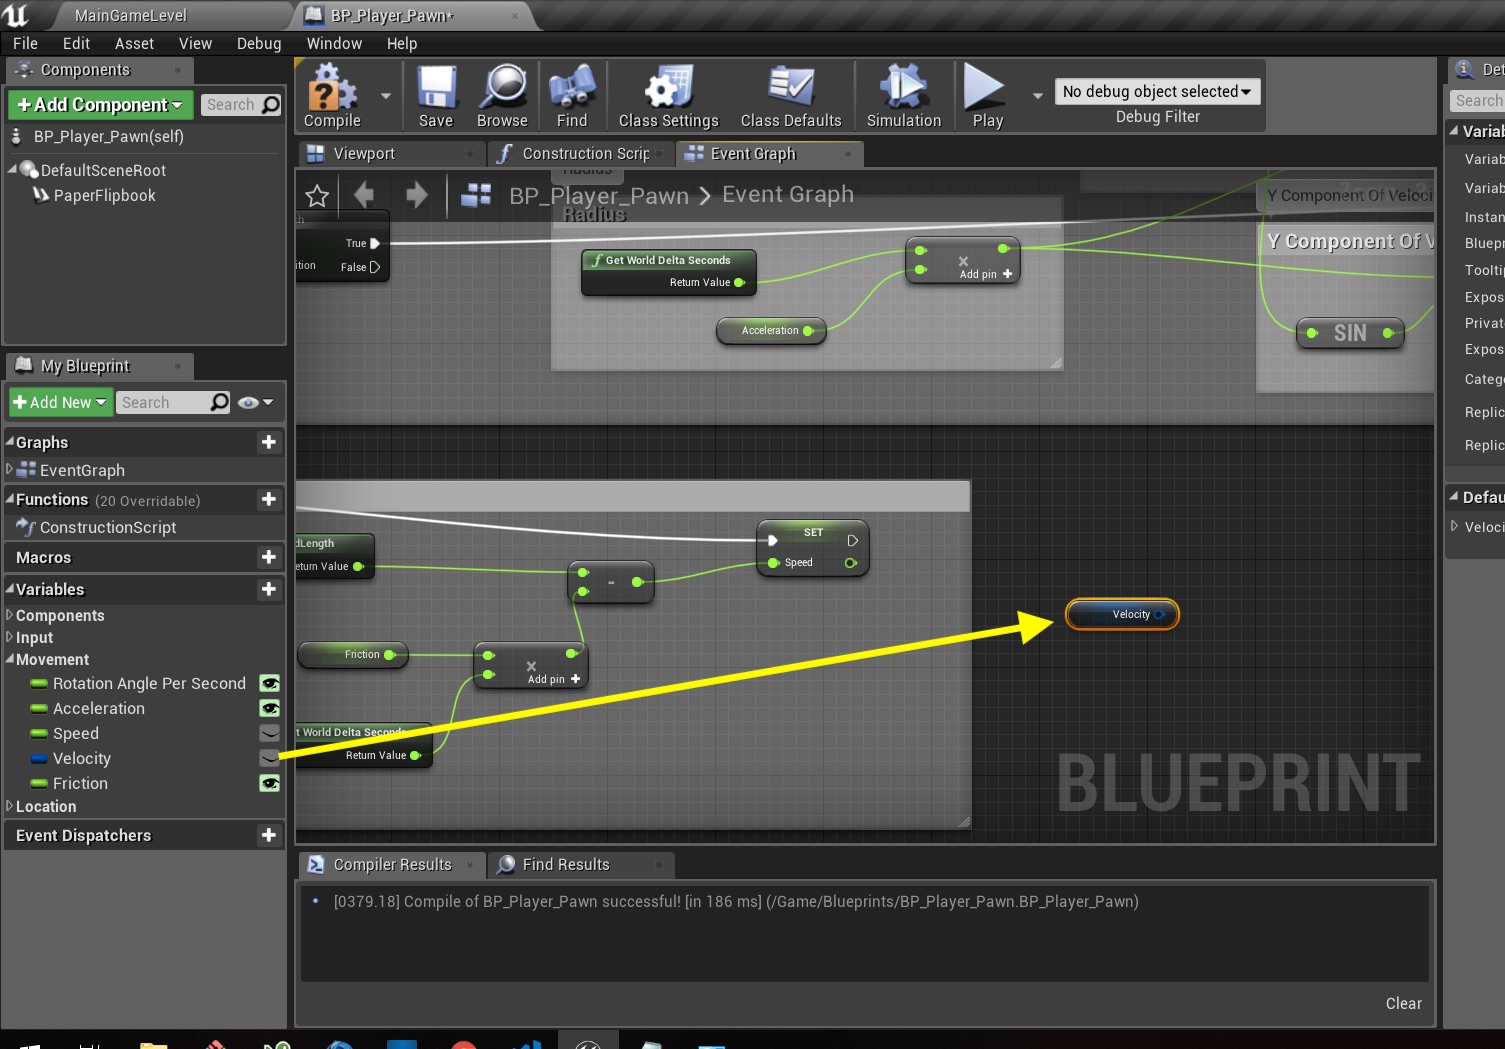 MainGameLevel
BP_Player_Pawn*
File Edit Asset View Debug Window Help
Components
+Add Component
Search
BP_Player_Pawn(self)
DefaultSceneRoot
PaperFlipbook
My Blueprint
+Add New
Search
Graphs
EventGraph
Functions (20 Overridable)
ConstructionScript
Macros
Variables
Components
Input
Movement
Rotation Angle Per Second
Acceleration
Speed
Velocity
Friction
Location
Event Dispatchers
Compile
Save
Browse
Find
Class Settings
Class Defaults
Simulation
Play
No debug object selected
Debug Filter
Viewport
Construction Scrip
Event Graph
BP_Player_Pawn > Event Graph
Radius
Radius
True
False
ition
Get World Delta Seconds
Return Value
×
Add pin +
Acceleration
Y Component Of Veloci
Y Component Of V
SIN
dLength
eturn Value
-
SET
Speed
Friction
×
Add pin +
t World Delta Seconds
Return Value
Velocity
BLUEPRINT
Compiler Results
Find Results
[0379.18] Compile of BP_Player_Pawn successful! [in 186 ms] (/Game/Blueprints/BP_Player_Pawn.BP_Player_Pawn)
Clear
Det
Search
Variab
Variab
Variab
Instan
Bluepr
Tooltip
Expos
Privat
Expos
Categ
Replic
Replic
Defau
Veloci